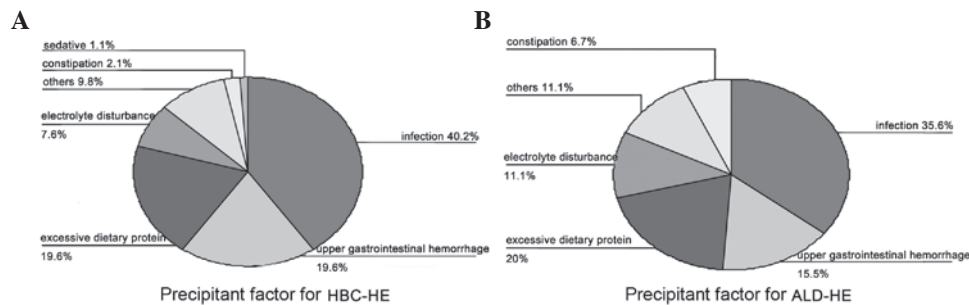 A
sedative 1.1%
constipation 2.1%
others 9.8%
electrolyte disturbance
7.6%
infection 40.2%
excessive dietary protein
19.6%
upper gastrointestinal hemorrhage
19.6%
Precipitant factor for HBC-HE
B
constipation 6.7%
others 11.1%
infection 35.6%
electrolyte disturbance
11.1%
excessive dietary protein
20%
upper gastrointestinal hemorrhage
15.5%
Precipitant factor for ALD-HE